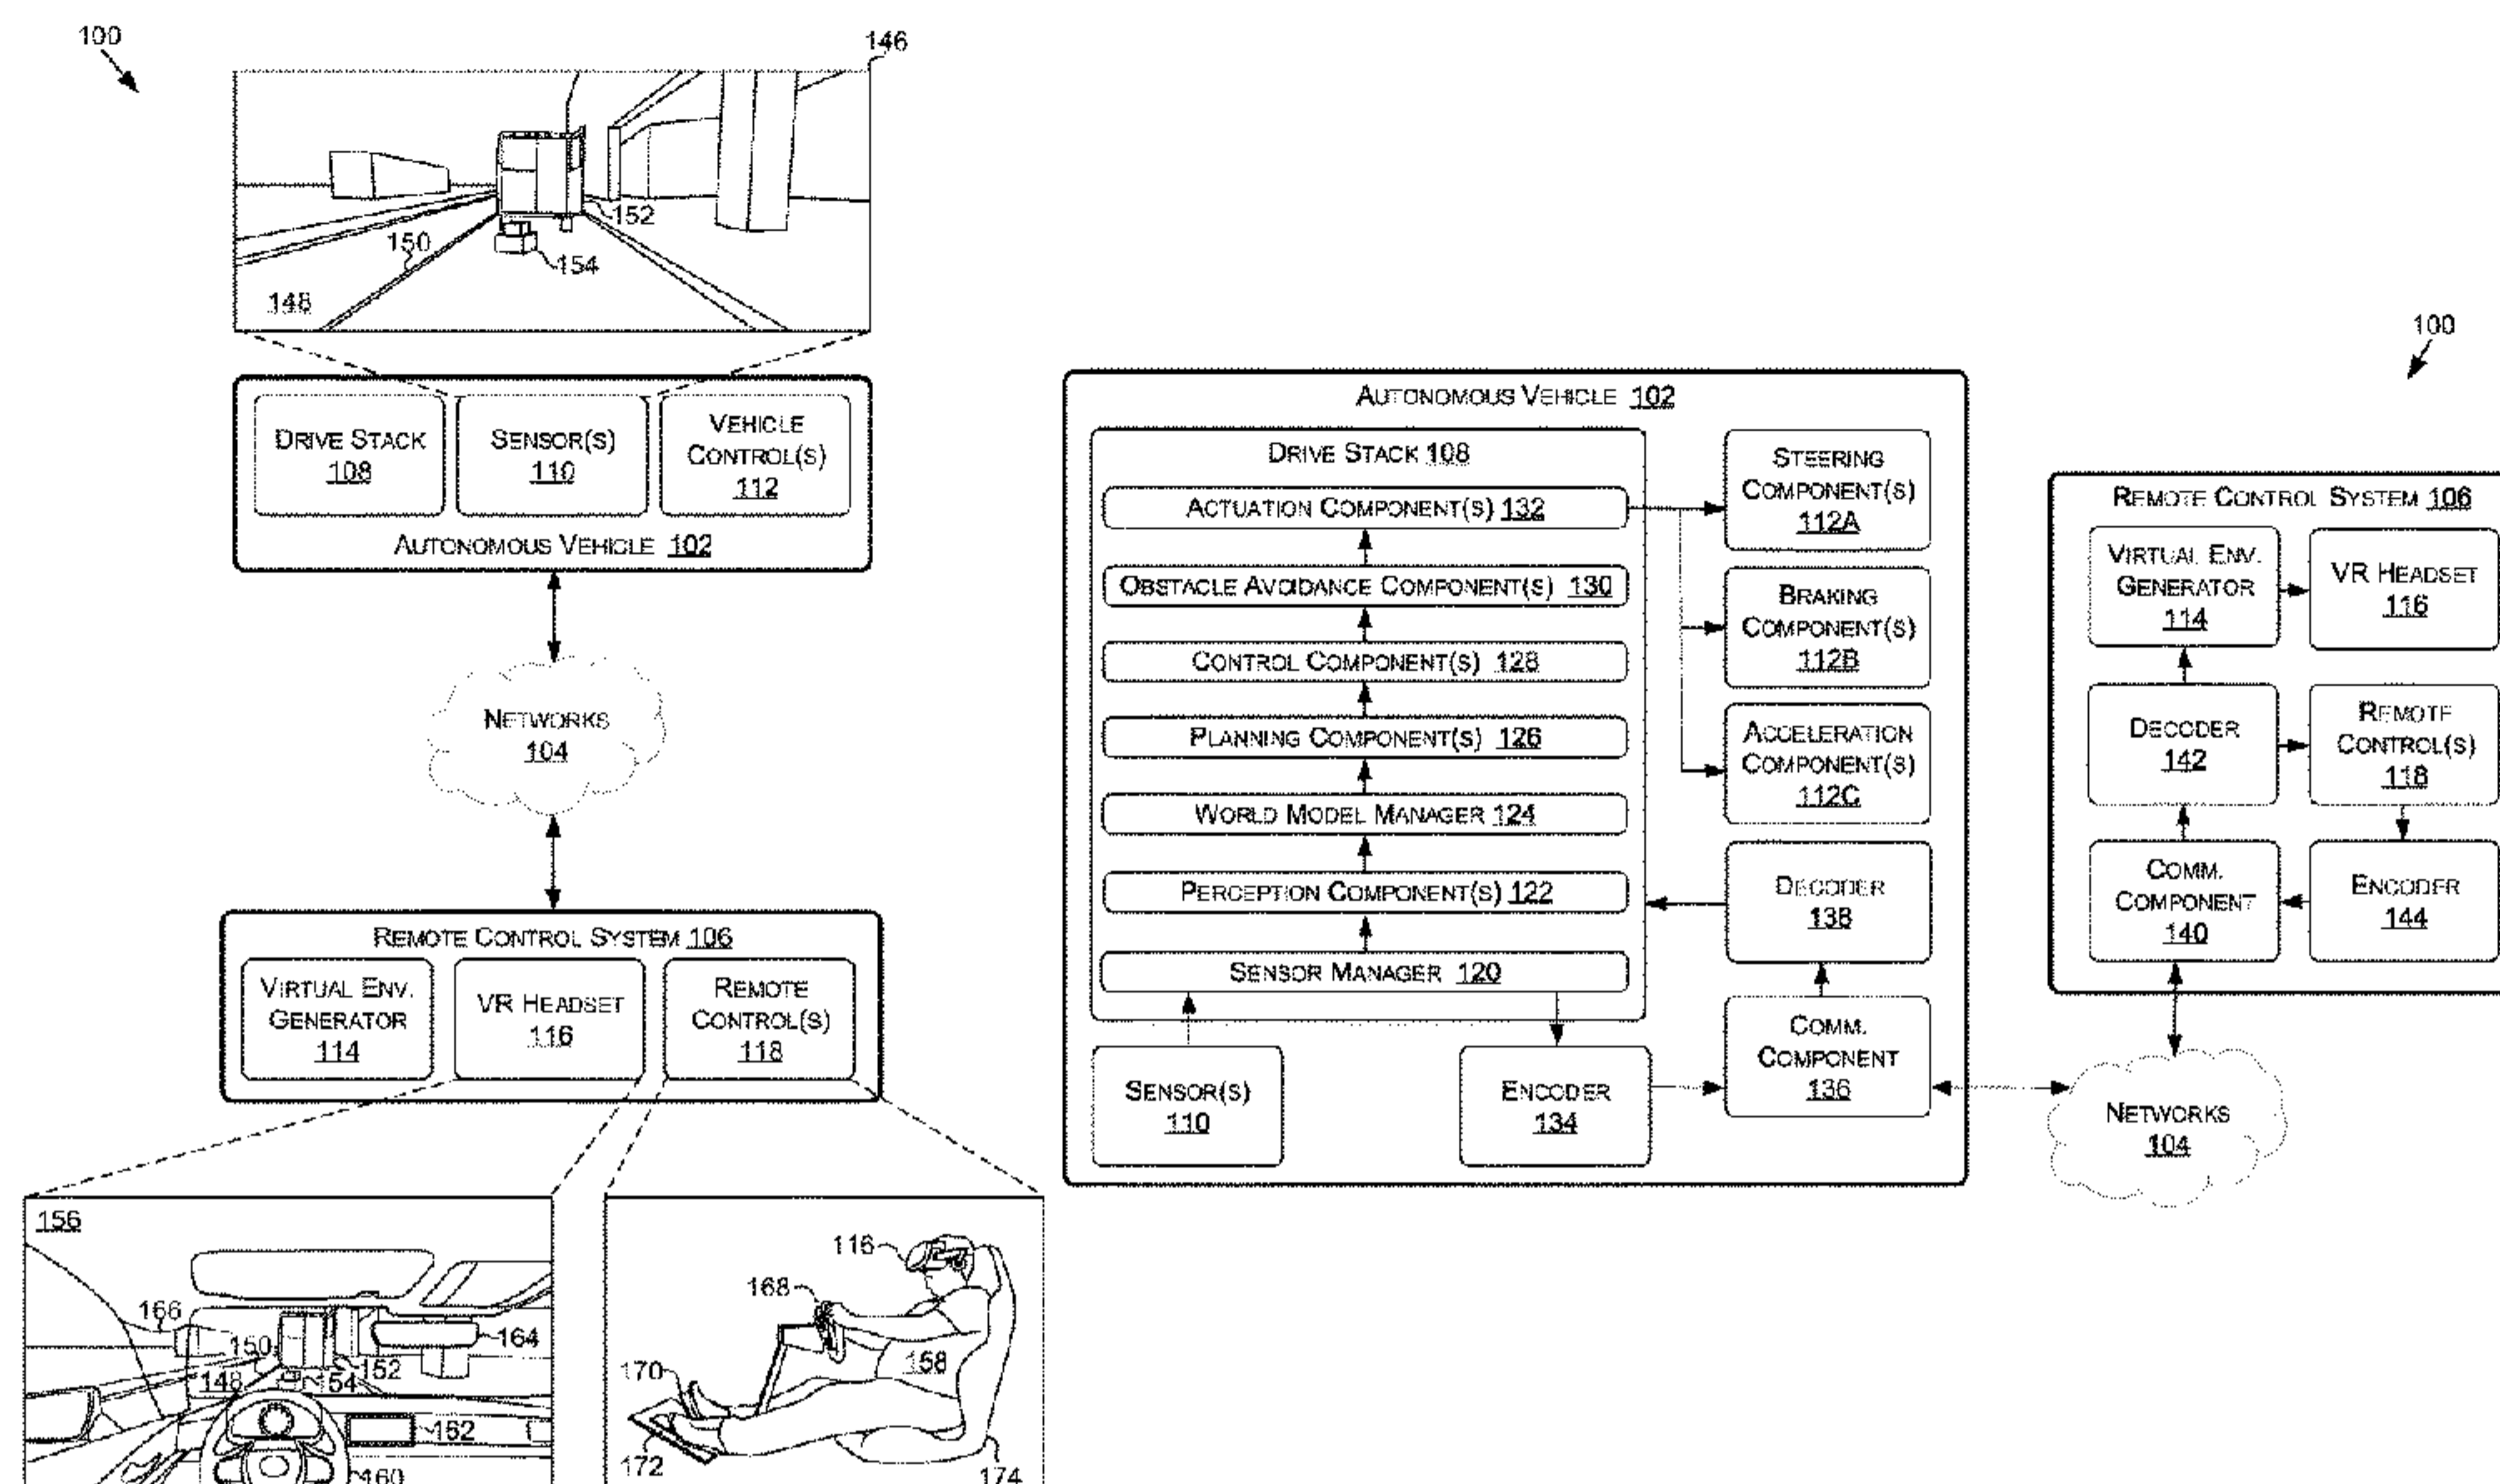 100
146
152
150
154
148
DRIVE STACK
108
SENSOR(S)
110
VEHICLE
CONTROL(S)
112
AUTONOMOUS VEHICLE 102
NETWORKS
104
REMOTE CONTROL SYSTEM 106
VIRTUAL ENV.
GENERATOR
114
VR HEADSET
116
REMOTE
CONTROL(S)
118
156
166
150
164
152
148
154
162
160
116
168
158
170
172
174
100
AUTONOMOUS VEHICLE 102
DRIVE STACK 108
ACTUATION COMPONENT(S) 132
OBSTACLE AVOIDANCE COMPONENT(S) 130
CONTROL COMPONENT(S) 128
PLANNING COMPONENT(S) 126
WORLD MODEL MANAGER 124
PERCEPTION COMPONENT(S) 122
SENSOR MANAGER 120
STEERING
COMPONENT(S)
112A
BRAKING
COMPONENT(S)
112B
ACCELERATION
COMPONENT(S)
112C
DECODER
138
COMM.
COMPONENT
136
SENSOR(S)
110
ENCODER
134
REMOTE CONTROL SYSTEM 106
VIRTUAL ENV.
GENERATOR
114
VR HEADSET
116
DECODER
142
REMOTE
CONTROL(S)
118
COMM.
COMPONENT
140
ENCODER
144
NETWORKS
104